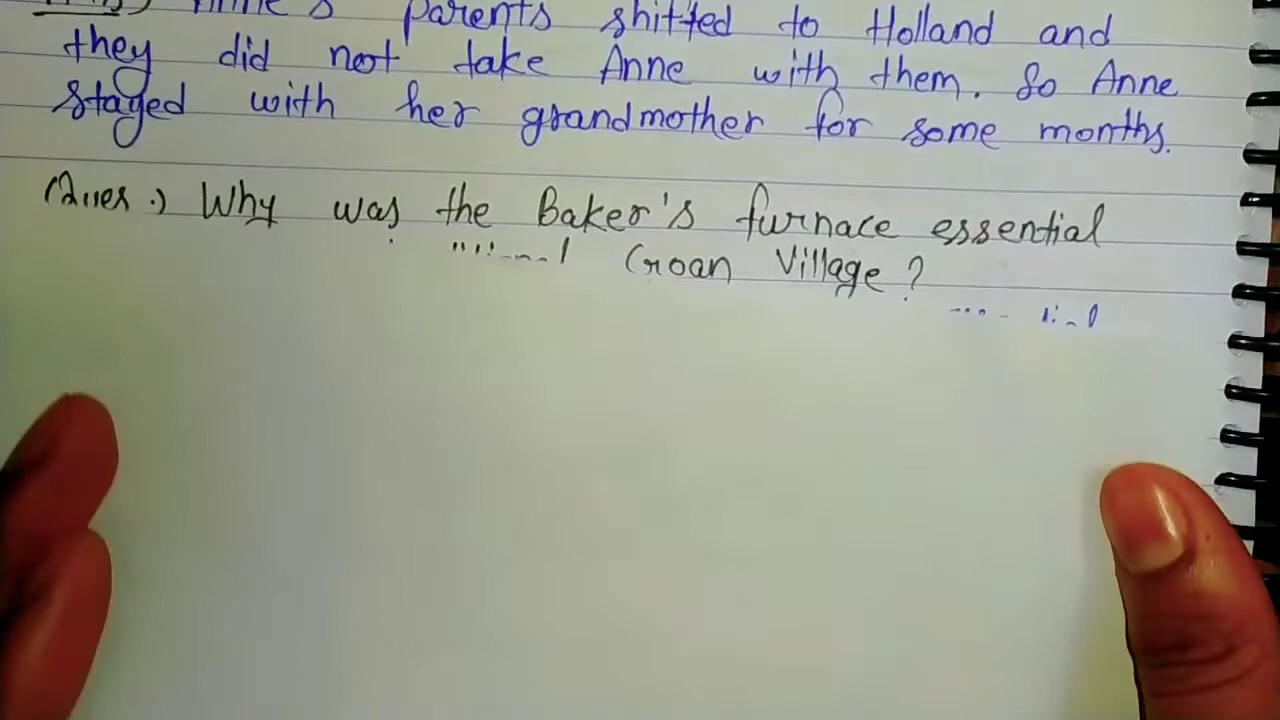 parents shifted to Holland and
they did not take Anne with them. So Anne
stayed with her grandmother for some months.
(Ques.) Why was the Baker's furnace essential
Goan Village?